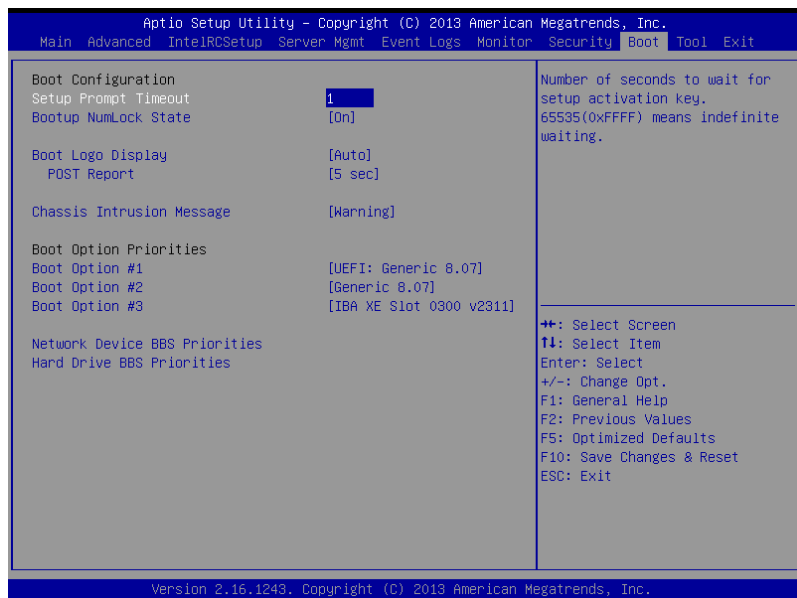 Aptio Setup Utility – Copyright (C) 2013 American Megatrends, Inc.
Main Advanced IntelRCSetup Server Mgmt Event Logs Monitor Security Boot Tool Exit
Boot Configuration
Setup Prompt Timeout 1
Bootup NumLock State [On]
Boot Logo Display [Auto]
POST Report [5 sec]
Chassis Intrusion Message [Warning]
Boot Option Priorities
Boot Option #1 [UEFI: Generic 8.07]
Boot Option #2 [Generic 8.07]
Boot Option #3 [IBA XE Slot 0300 v2311]
Network Device BBS Priorities
Hard Drive BBS Priorities
Number of seconds to wait for
setup activation key.
65535(0xFFFF) means indefinite
waiting.
→←: Select Screen
↑↓: Select Item
Enter: Select
+/-: Change Opt.
F1: General Help
F2: Previous Values
F5: Optimized Defaults
F10: Save Changes & Reset
ESC: Exit
Version 2.16.1243. Copyright (C) 2013 American Megatrends, Inc.